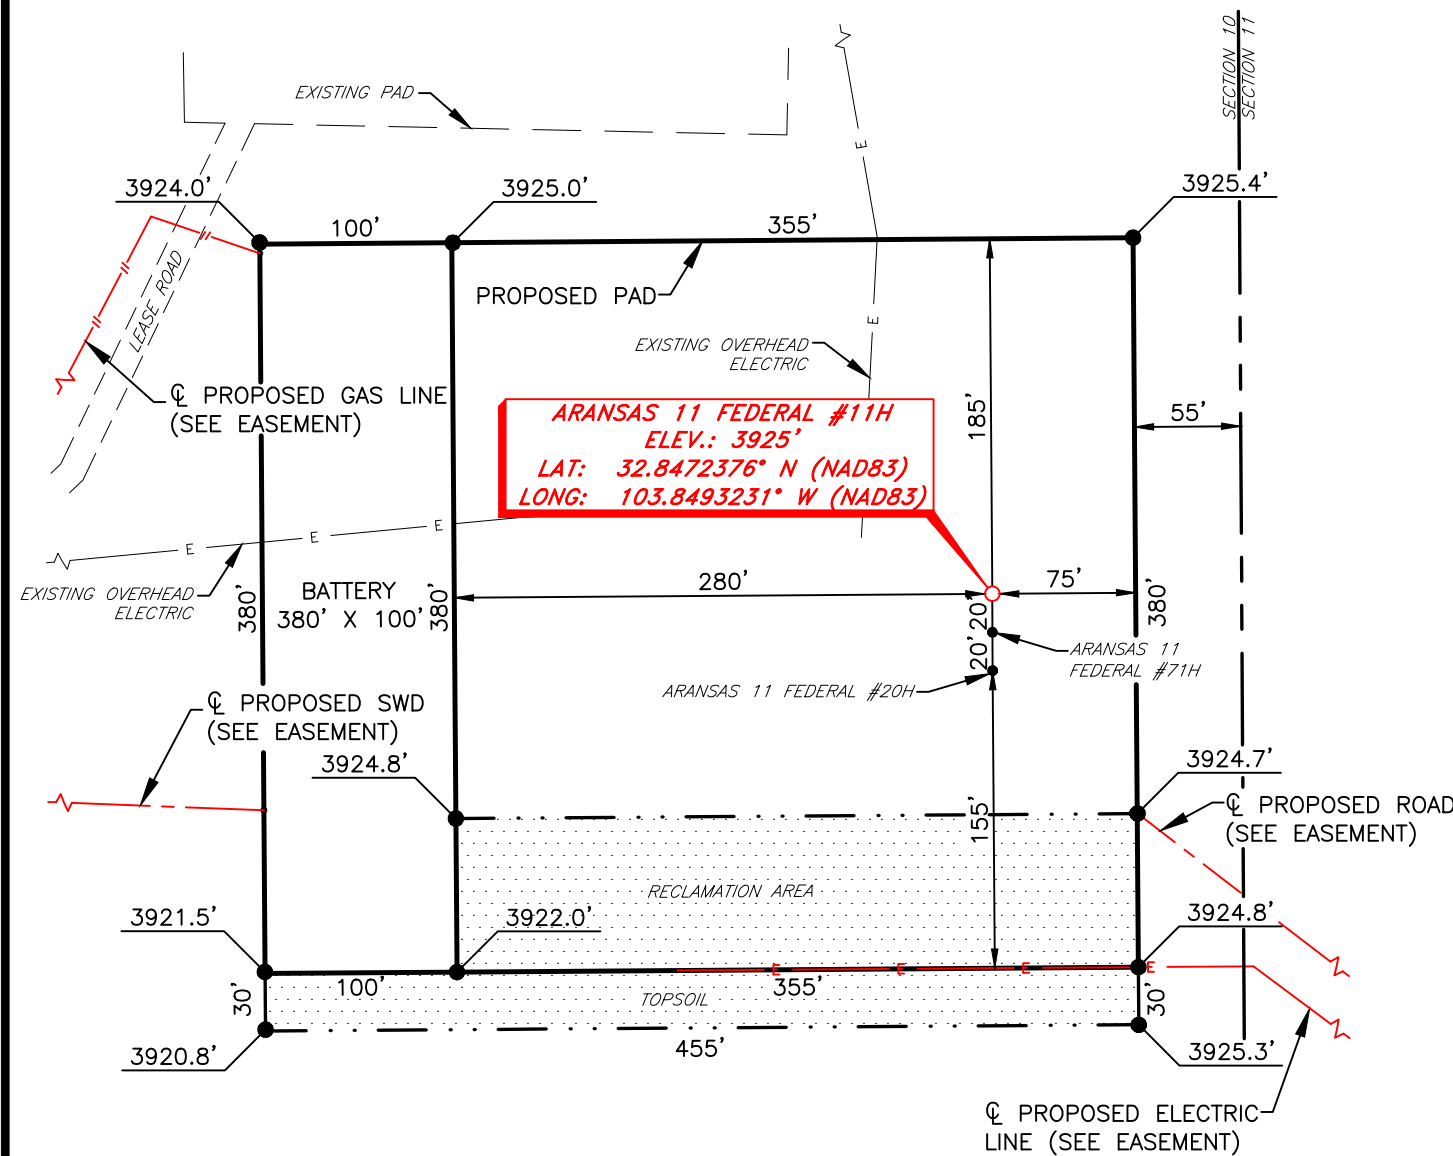 SECTION 10
SECTION 11
EXISTING PAD
3924.0'
3925.0'
3925.4'
100'
355'
LEASE ROAD
PROPOSED PAD
EXISTING OVERHEAD
ELECTRIC
℄ PROPOSED GAS LINE
(SEE EASEMENT)
ARANSAS 11 FEDERAL #11H
ELEV.: 3925'
LAT: 32.8472376° N (NAD83)
LONG: 103.8493231° W (NAD83)
185'
55'
E
E
E
E
E
EXISTING OVERHEAD
ELECTRIC
380'
BATTERY
380' X 100'
380'
280'
75'
380'
20'
20'
ARANSAS 11
FEDERAL #71H
ARANSAS 11 FEDERAL #20H
℄ PROPOSED SWD
(SEE EASEMENT)
3924.8'
3924.7'
℄ PROPOSED ROAD
(SEE EASEMENT)
155'
RECLAMATION AREA
3921.5'
3922.0'
3924.8'
E
E
E
E
30'
100'
TOPSOIL
355'
30'
3920.8'
455'
3925.3'
℄ PROPOSED ELECTRIC
LINE (SEE EASEMENT)